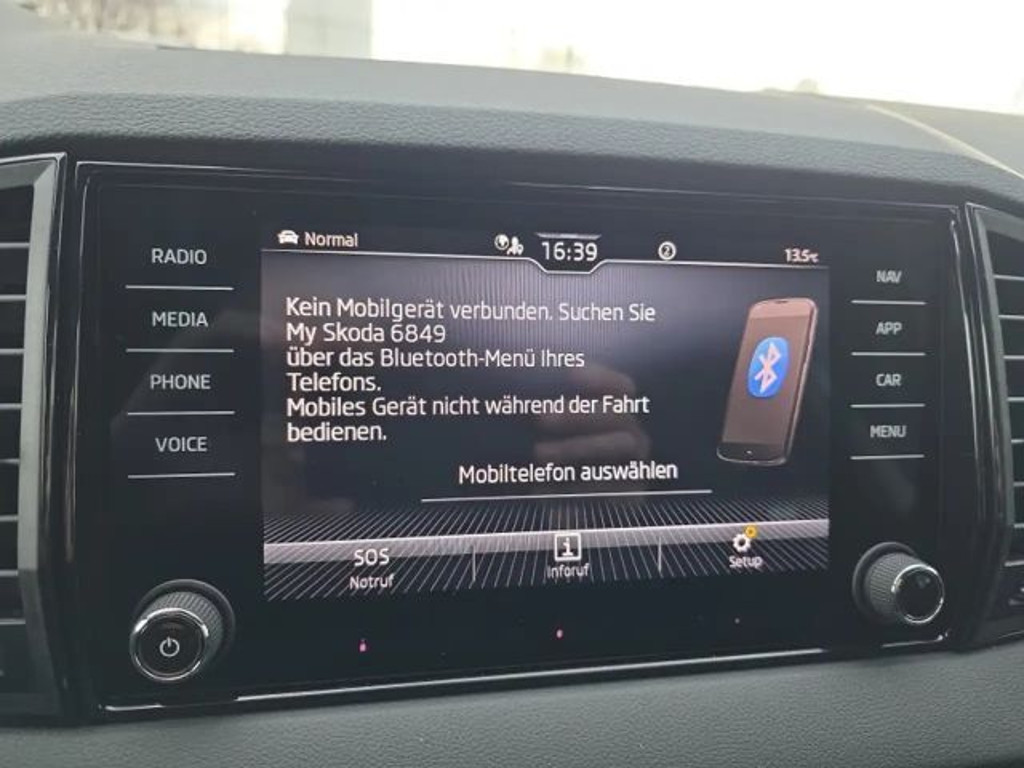 Normal
16:39
2
13.5°C
RADIO
MEDIA
PHONE
VOICE
Kein Mobilgerät verbunden. Suchen Sie
My Skoda 6849
über das Bluetooth-Menü Ihres
Telefons.
Mobiles Gerät nicht während der Fahrt
bedienen.
Mobiltelefon auswählen
NAV
APP
CAR
MENU
SOS
Notruf
i
Inforuf
Setup